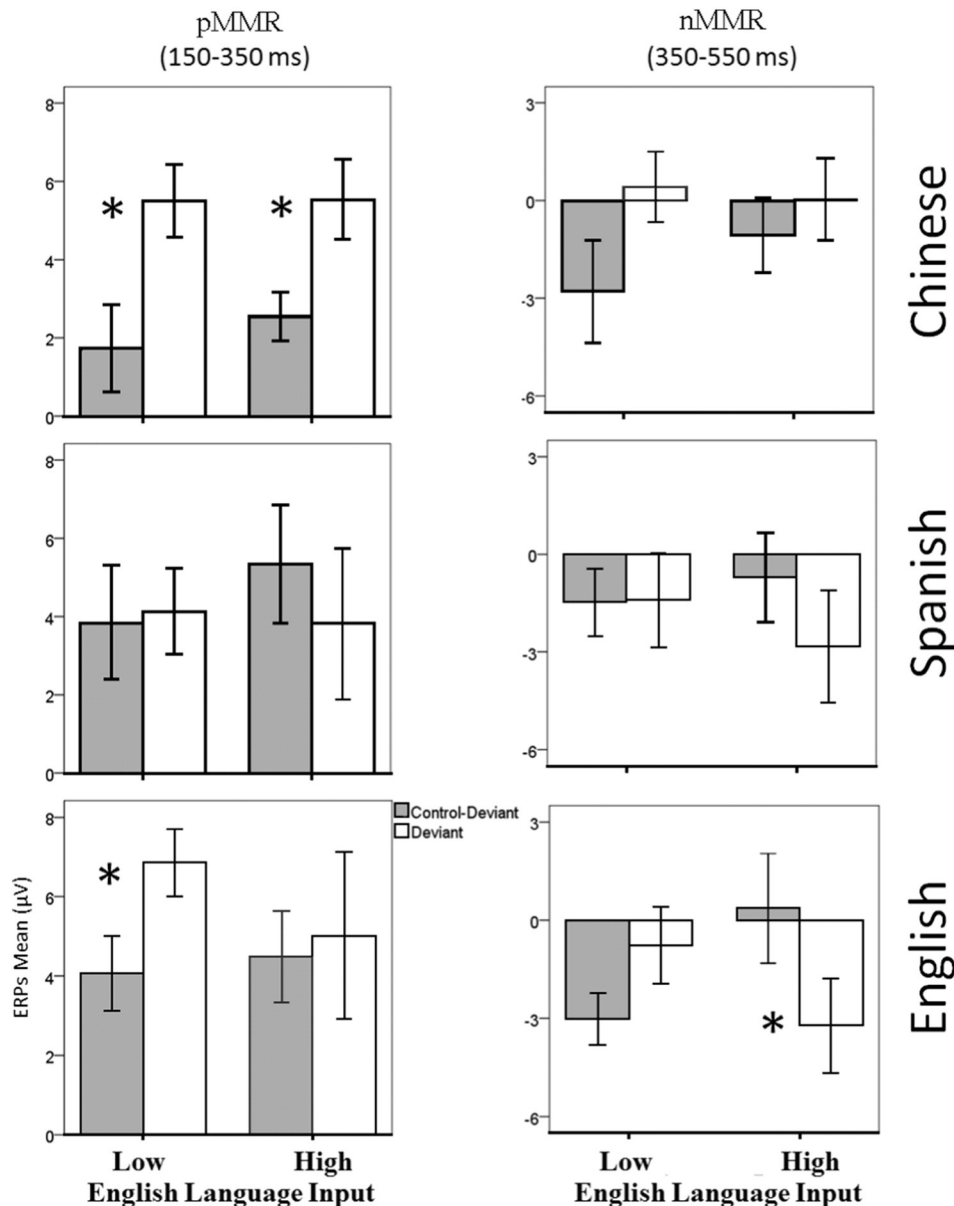 pMMR
(150-350 ms)
nMMR
(350-550 ms)
8
6
4
2
0
*
*
3
0
-3
-6
Chinese
8
6
4
2
0
3
0
-3
-6
Spanish
8
6
4
2
0
ERPs Mean (µV)
*
Control-Deviant
Deviant
3
0
-3
-6
*
English
Low High
English Language Input
Low High
English Language Input